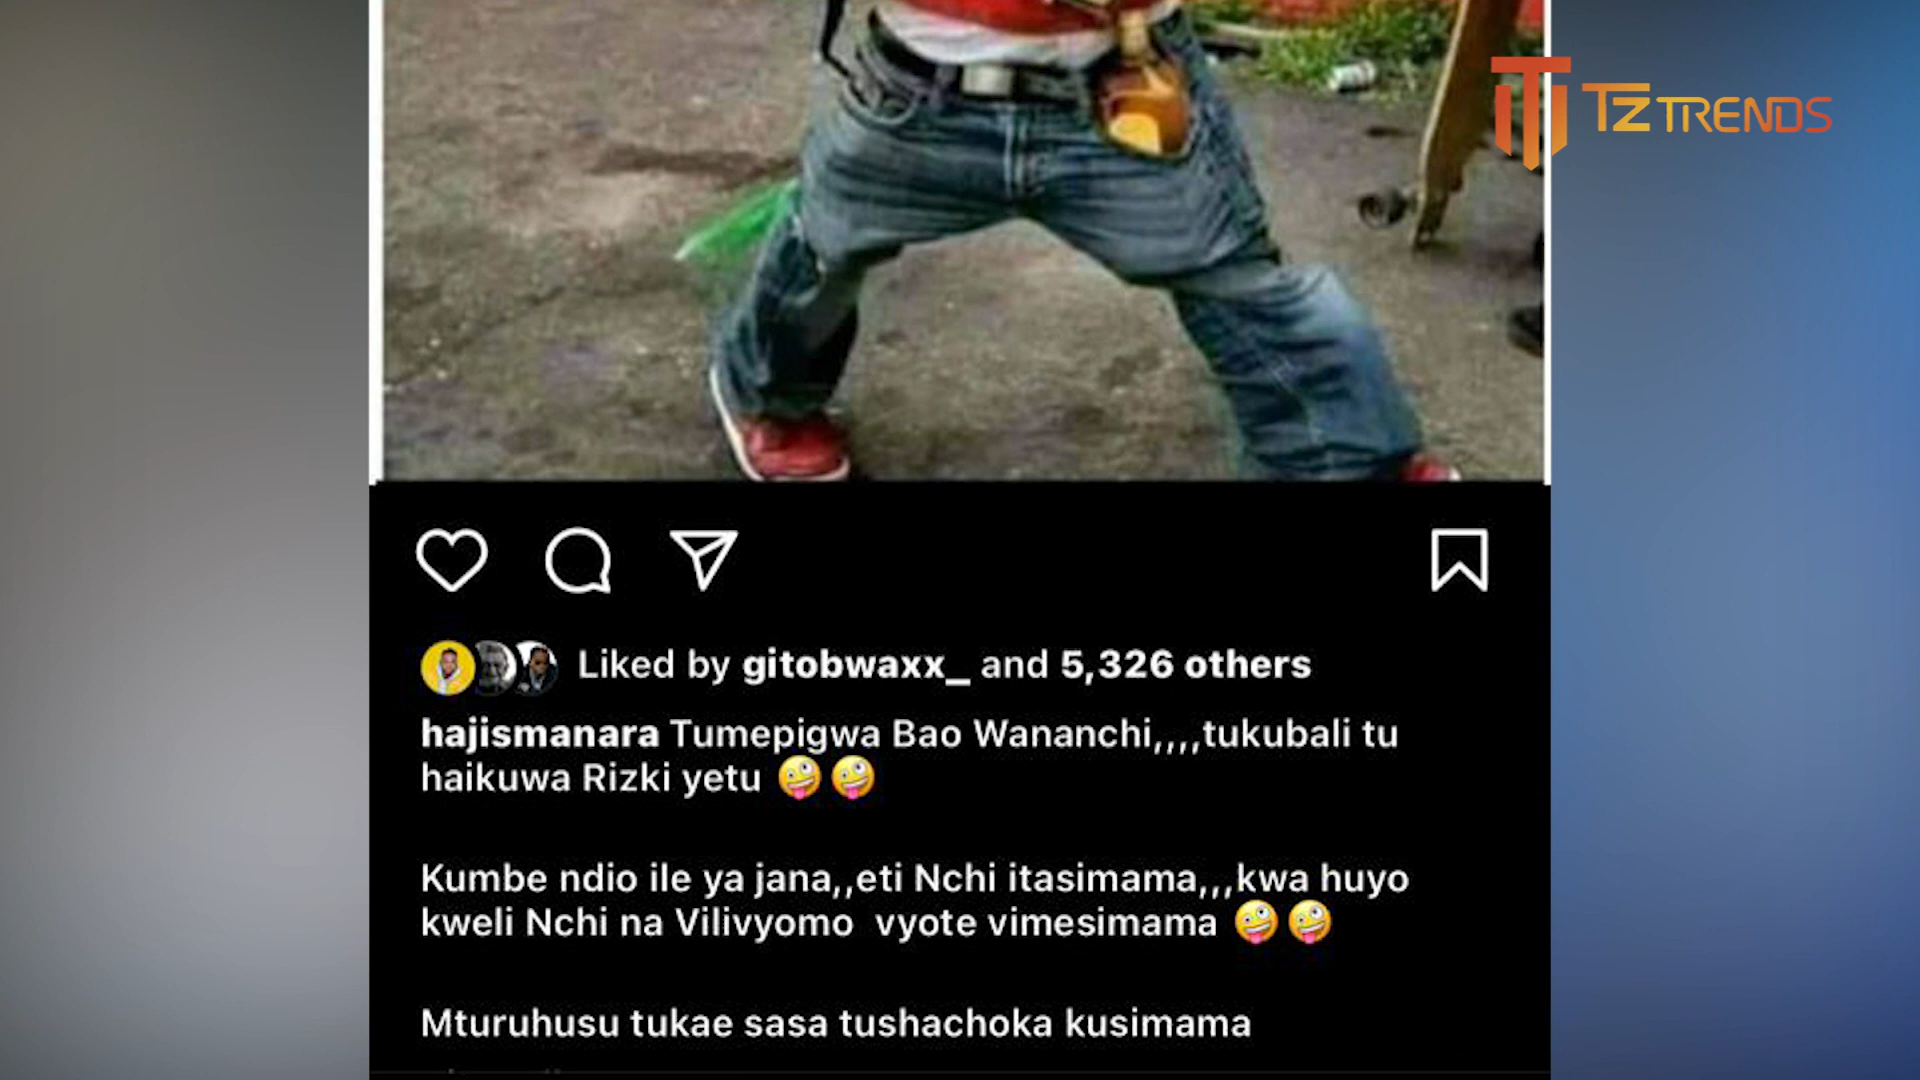 TZ TRENDS
Liked by gitobwaxx_ and 5,326 others
hajismanara Tumepigwa Bao Wananchi,,,,tukubali tu
haikuwa Rizki yetu 🤪🤪
Kumbe ndio ile ya jana,,eti Nchi itasimama,,,kwa huyo
kweli Nchi na Vilivyomo vyote vimesimama 🤪🤪
Mturuhusu tukae sasa tushachoka kusimama